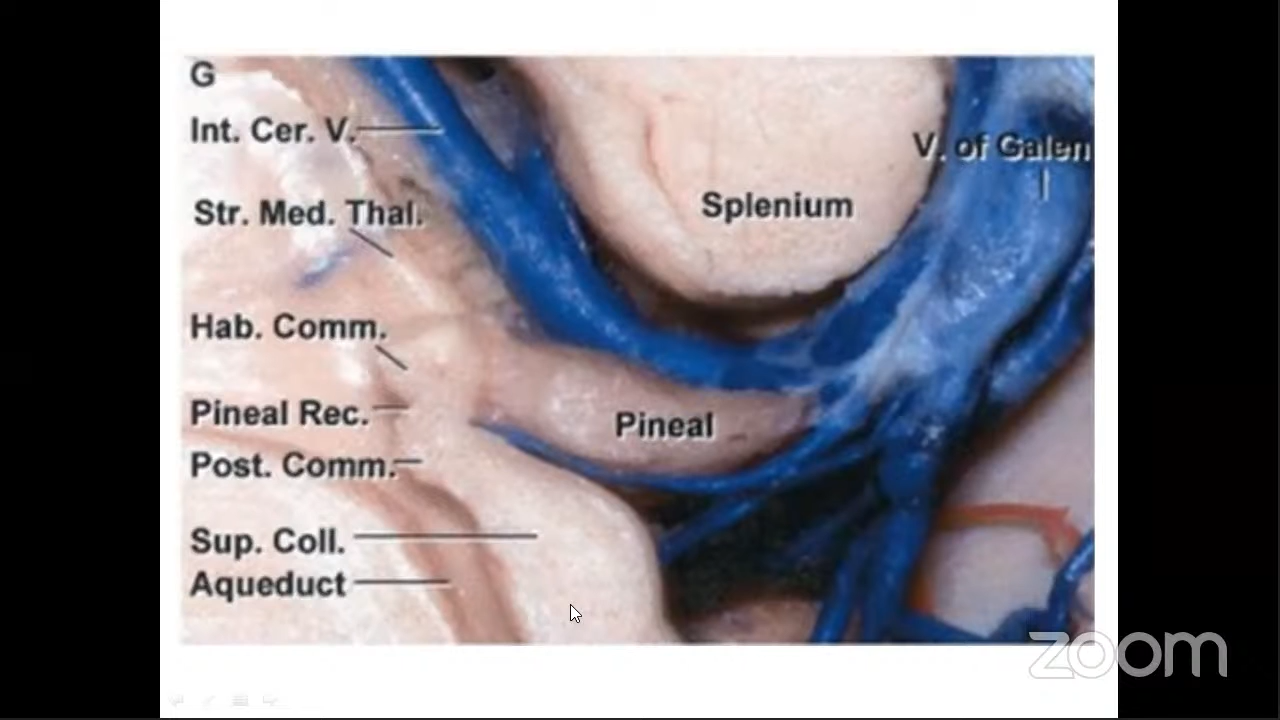 G
Int. Cer. V.
V. of Galen
Splenium
Str. Med. Thal.
Hab. Comm.
Pineal Rec.
Pineal
Post. Comm.
Sup. Coll.
Aqueduct
zoom